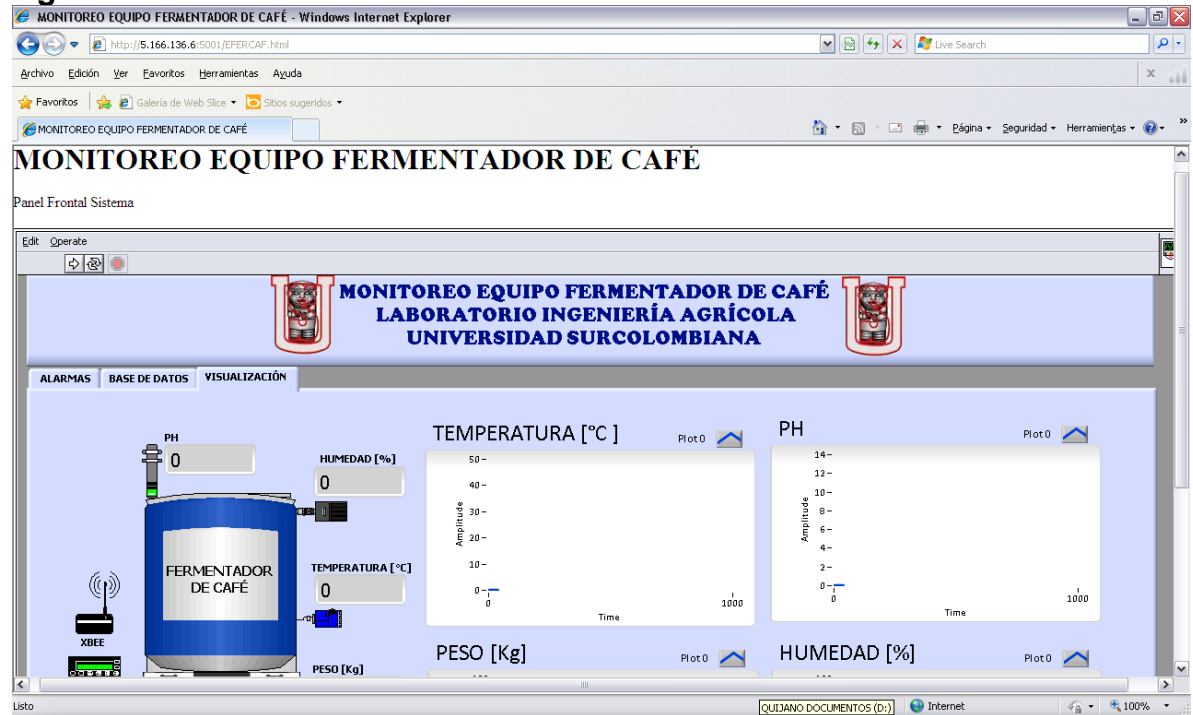 MONITOREO EQUIPO FERMENTADOR DE CAFÉ - Windows Internet Explorer
http://5.166.136.6:5001/EFERCAF.html
Live Search
Archivo Edición Ver Favoritos Herramientas Ayuda
Favoritos Galería de Web Slice Sitios sugeridos
MONITOREO EQUIPO FERMENTADOR DE CAFÉ
Página Seguridad Herramientas
MONITOREO EQUIPO FERMENTADOR DE CAFÉ
Panel Frontal Sistema
Edit Operate
MONITOREO EQUIPO FERMENTADOR DE CAFÉ
LABORATORIO INGENIERÍA AGRÍCOLA
UNIVERSIDAD SURCOLOMBIANA
ALARMAS BASE DE DATOS VISUALIZACIÓN
PH
0
HUMEDAD [%]
0
FERMENTADOR
DE CAFÉ
TEMPERATURA [°C]
0
XBEE
PESO [Kg]
TEMPERATURA [°C ]
Plot 0
50
40
30
20
10
0
Amplitude
0
1000
Time
PH
Plot 0
14
12
10
8
6
4
2
0
Amplitude
0
1000
Time
PESO [Kg]
Plot 0
HUMEDAD [%]
Plot 0
Listo
QUIJANO DOCUMENTOS (D:)
Internet
100%